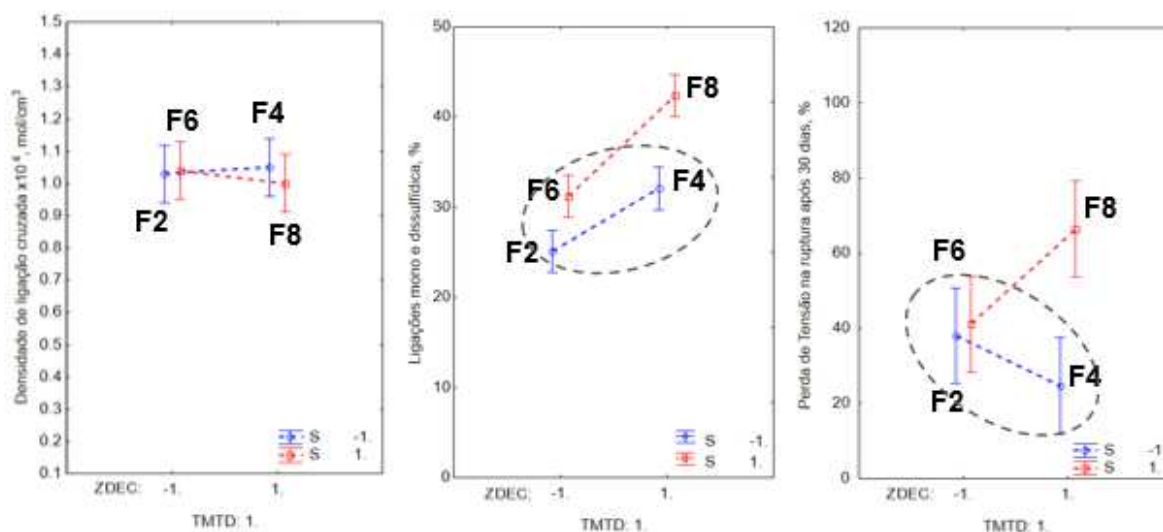 Densidade de ligação cruzada x10⁻⁴, mol/cm³
1.5
1.4
1.3
1.2
1.1
1.0
0.9
0.8
0.7
0.6
0.5
0.4
0.3
0.2
0.1
F6
F4
F2
F8
S -1.
S 1.
ZDEC: -1. 1.
TMTD: 1.
Ligações mono e dissulfídica, %
50
40
30
20
10
0
F8
F6
F4
F2
S -1.
S 1.
ZDEC: -1. 1.
TMTD: 1.
Perda de Tensão na ruptura após 30 dias, %
120
100
80
60
40
20
0
F8
F6
F4
F2
S -1
S 1.
ZDEC: -1. 1.
TMTD: 1.